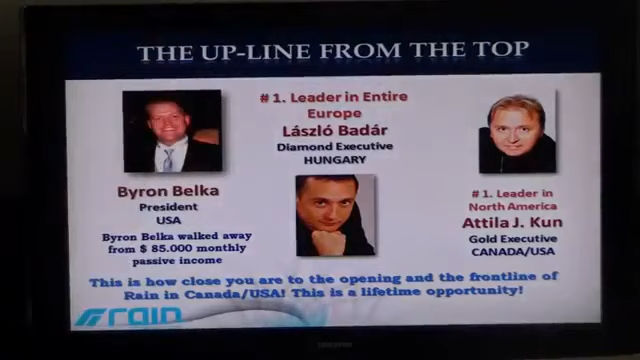 THE UP-LINE FROM THE TOP
# 1. Leader in Entire
Europe
László Badár
Diamond Executive
HUNGARY
Byron Belka
President
USA
Byron Belka walked away
from $ 85.000 monthly
passive income
# 1. Leader in
North America
Attila J. Kun
Gold Executive
CANADA/USA
This is how close you are to the opening and the frontline of
Rain in Canada/USA! This is a lifetime opportunity!
rain